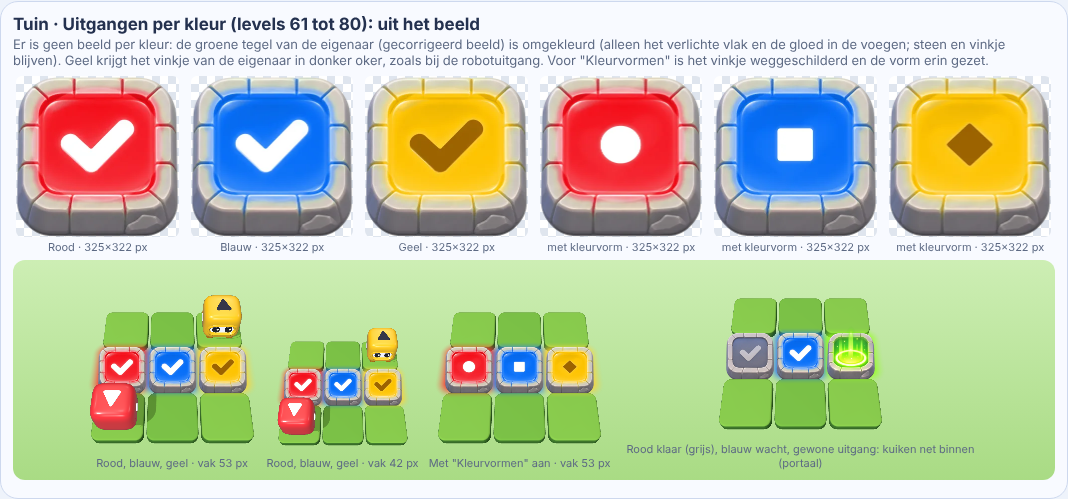 Tuin · Uitgangen per kleur (levels 61 tot 80): uit het beeld
Er is geen beeld per kleur: de groene tegel van de eigenaar (gecorrigeerd beeld) is omgekleurd (alleen het verlichte vlak en de gloed in de voegen; steen en vinkje
blijven). Geel krijgt het vinkje van de eigenaar in donker oker, zoals bij de robotuitgang. Voor "Kleurvormen" is het vinkje weggeschilderd en de vorm erin gezet.
Rood · 325×322 px
Blauw · 325×322 px
Geel · 325×322 px
met kleurvorm · 325×322 px
met kleurvorm · 325×322 px
met kleurvorm · 325×322 px
Rood, blauw, geel · vak 53 px
Rood, blauw, geel · vak 42 px
Met "Kleurvormen" aan · vak 53 px
Rood klaar (grijs), blauw wacht, gewone uitgang: kuiken net binnen
(portaal)